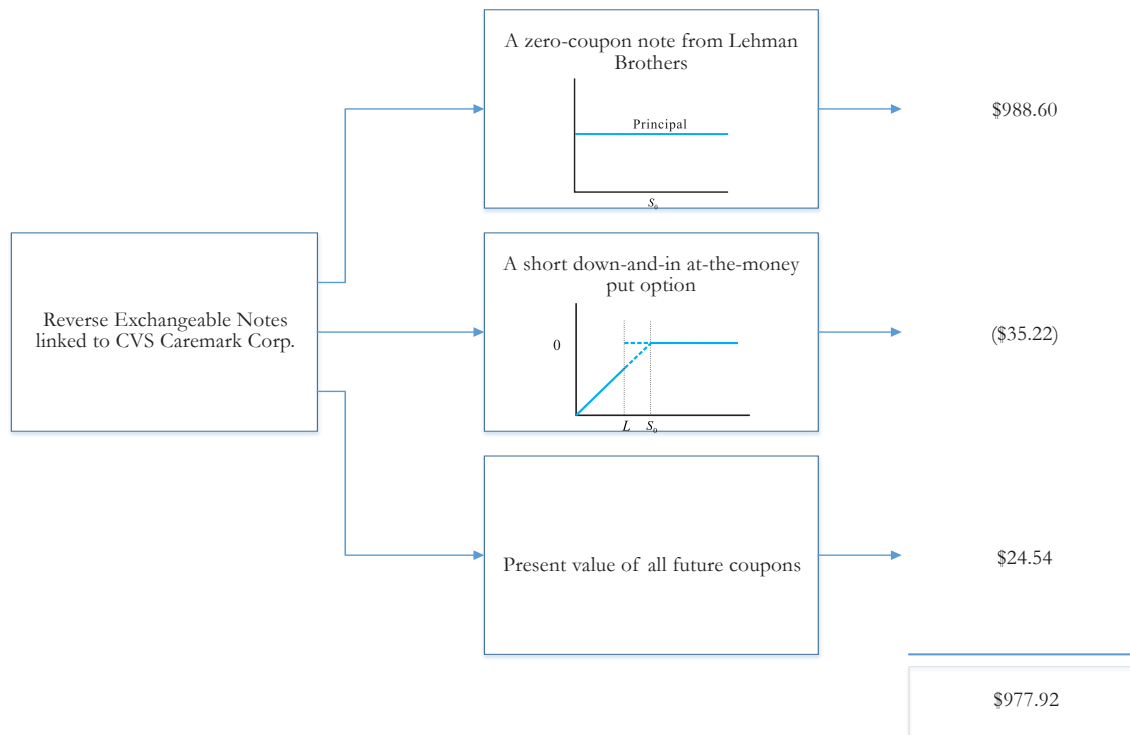 A zero-coupon note from Lehman
Brothers
Principal
S₀
$988.60
Reverse Exchangeable Notes
linked to CVS Caremark Corp.
A short down-and-in at-the-money
put option
0
L S₀
($35.22)
Present value of all future coupons
$24.54
$977.92